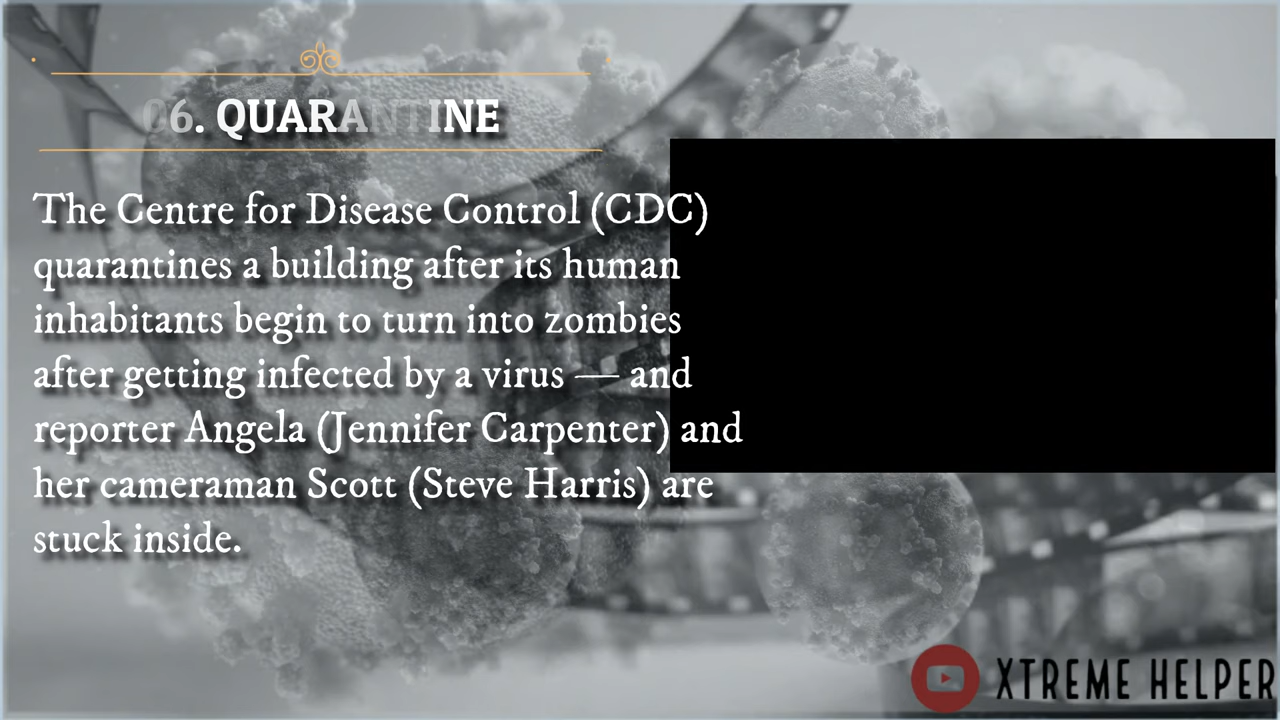 06. QUARANTINE
The Centre for Disease Control (CDC)
quarantines a building after its human
inhabitants begin to turn into zombies
after getting infected by a virus — and
reporter Angela (Jennifer Carpenter) and
her cameraman Scott (Steve Harris) are
stuck inside.
XTREME HELPER